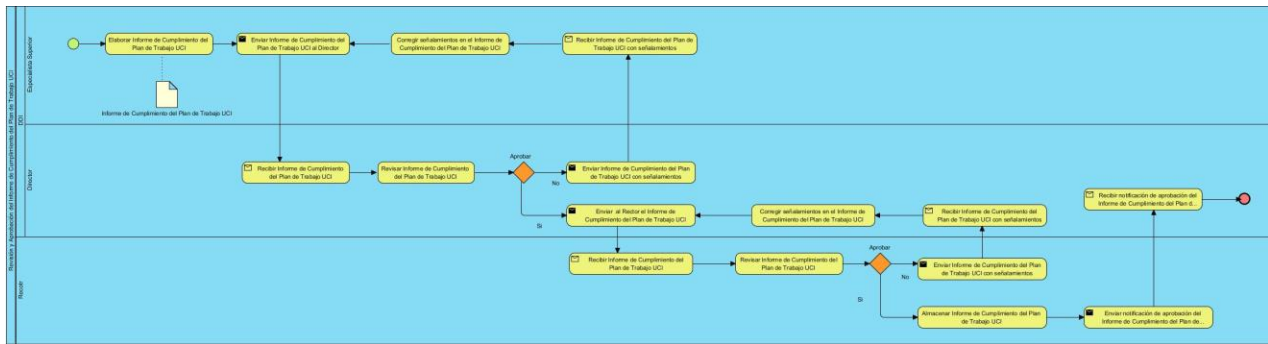 Revisión y Aprobación del Informe de Cumplimiento del Plan de Trabajo UCI
DDI
Especialista Superior
Elaborar Informe de Cumplimiento del
Plan de Trabajo UCI
Enviar Informe de Cumplimiento del
Plan de Trabajo UCI al Director
Corregir señalamientos en el Informe de
Cumplimiento del Plan de Trabajo UCI
Recibir Informe de Cumplimiento del Plan de
Trabajo UCI con señalamientos
Informe de Cumplimiento del Plan de Trabajo UCI
Director
Recibir Informe de Cumplimiento
del Plan de Trabajo UCI
Revisar Informe de Cumplimiento
del Plan de Trabajo UCI
Aprobar
No
Si
Enviar Informe de Cumplimiento del Plan
de Trabajo UCI con señalamientos
Enviar al Rector el Informe de
Cumplimiento del Plan de Trabajo UCI
Corregir señalamientos en el Informe de
Cumplimiento del Plan de Trabajo UCI
Recibir Informe de Cumplimiento del
Plan de Trabajo UCI con señalamientos
Recibir notificación de aprobación del
Informe de Cumplimiento del Plan d...
Rector
Recibir Informe de Cumplimiento del
Plan de Trabajo UCI
Revisar Informe de Cumplimiento del
Plan de Trabajo UCI
Aprobar
No
Si
Enviar Informe de Cumplimiento del Plan
de Trabajo UCI con señalamientos
Almacenar Informe de Cumplimiento del Plan
de Trabajo UCI
Enviar notificación de aprobación del
Informe de Cumplimiento del Plan de...